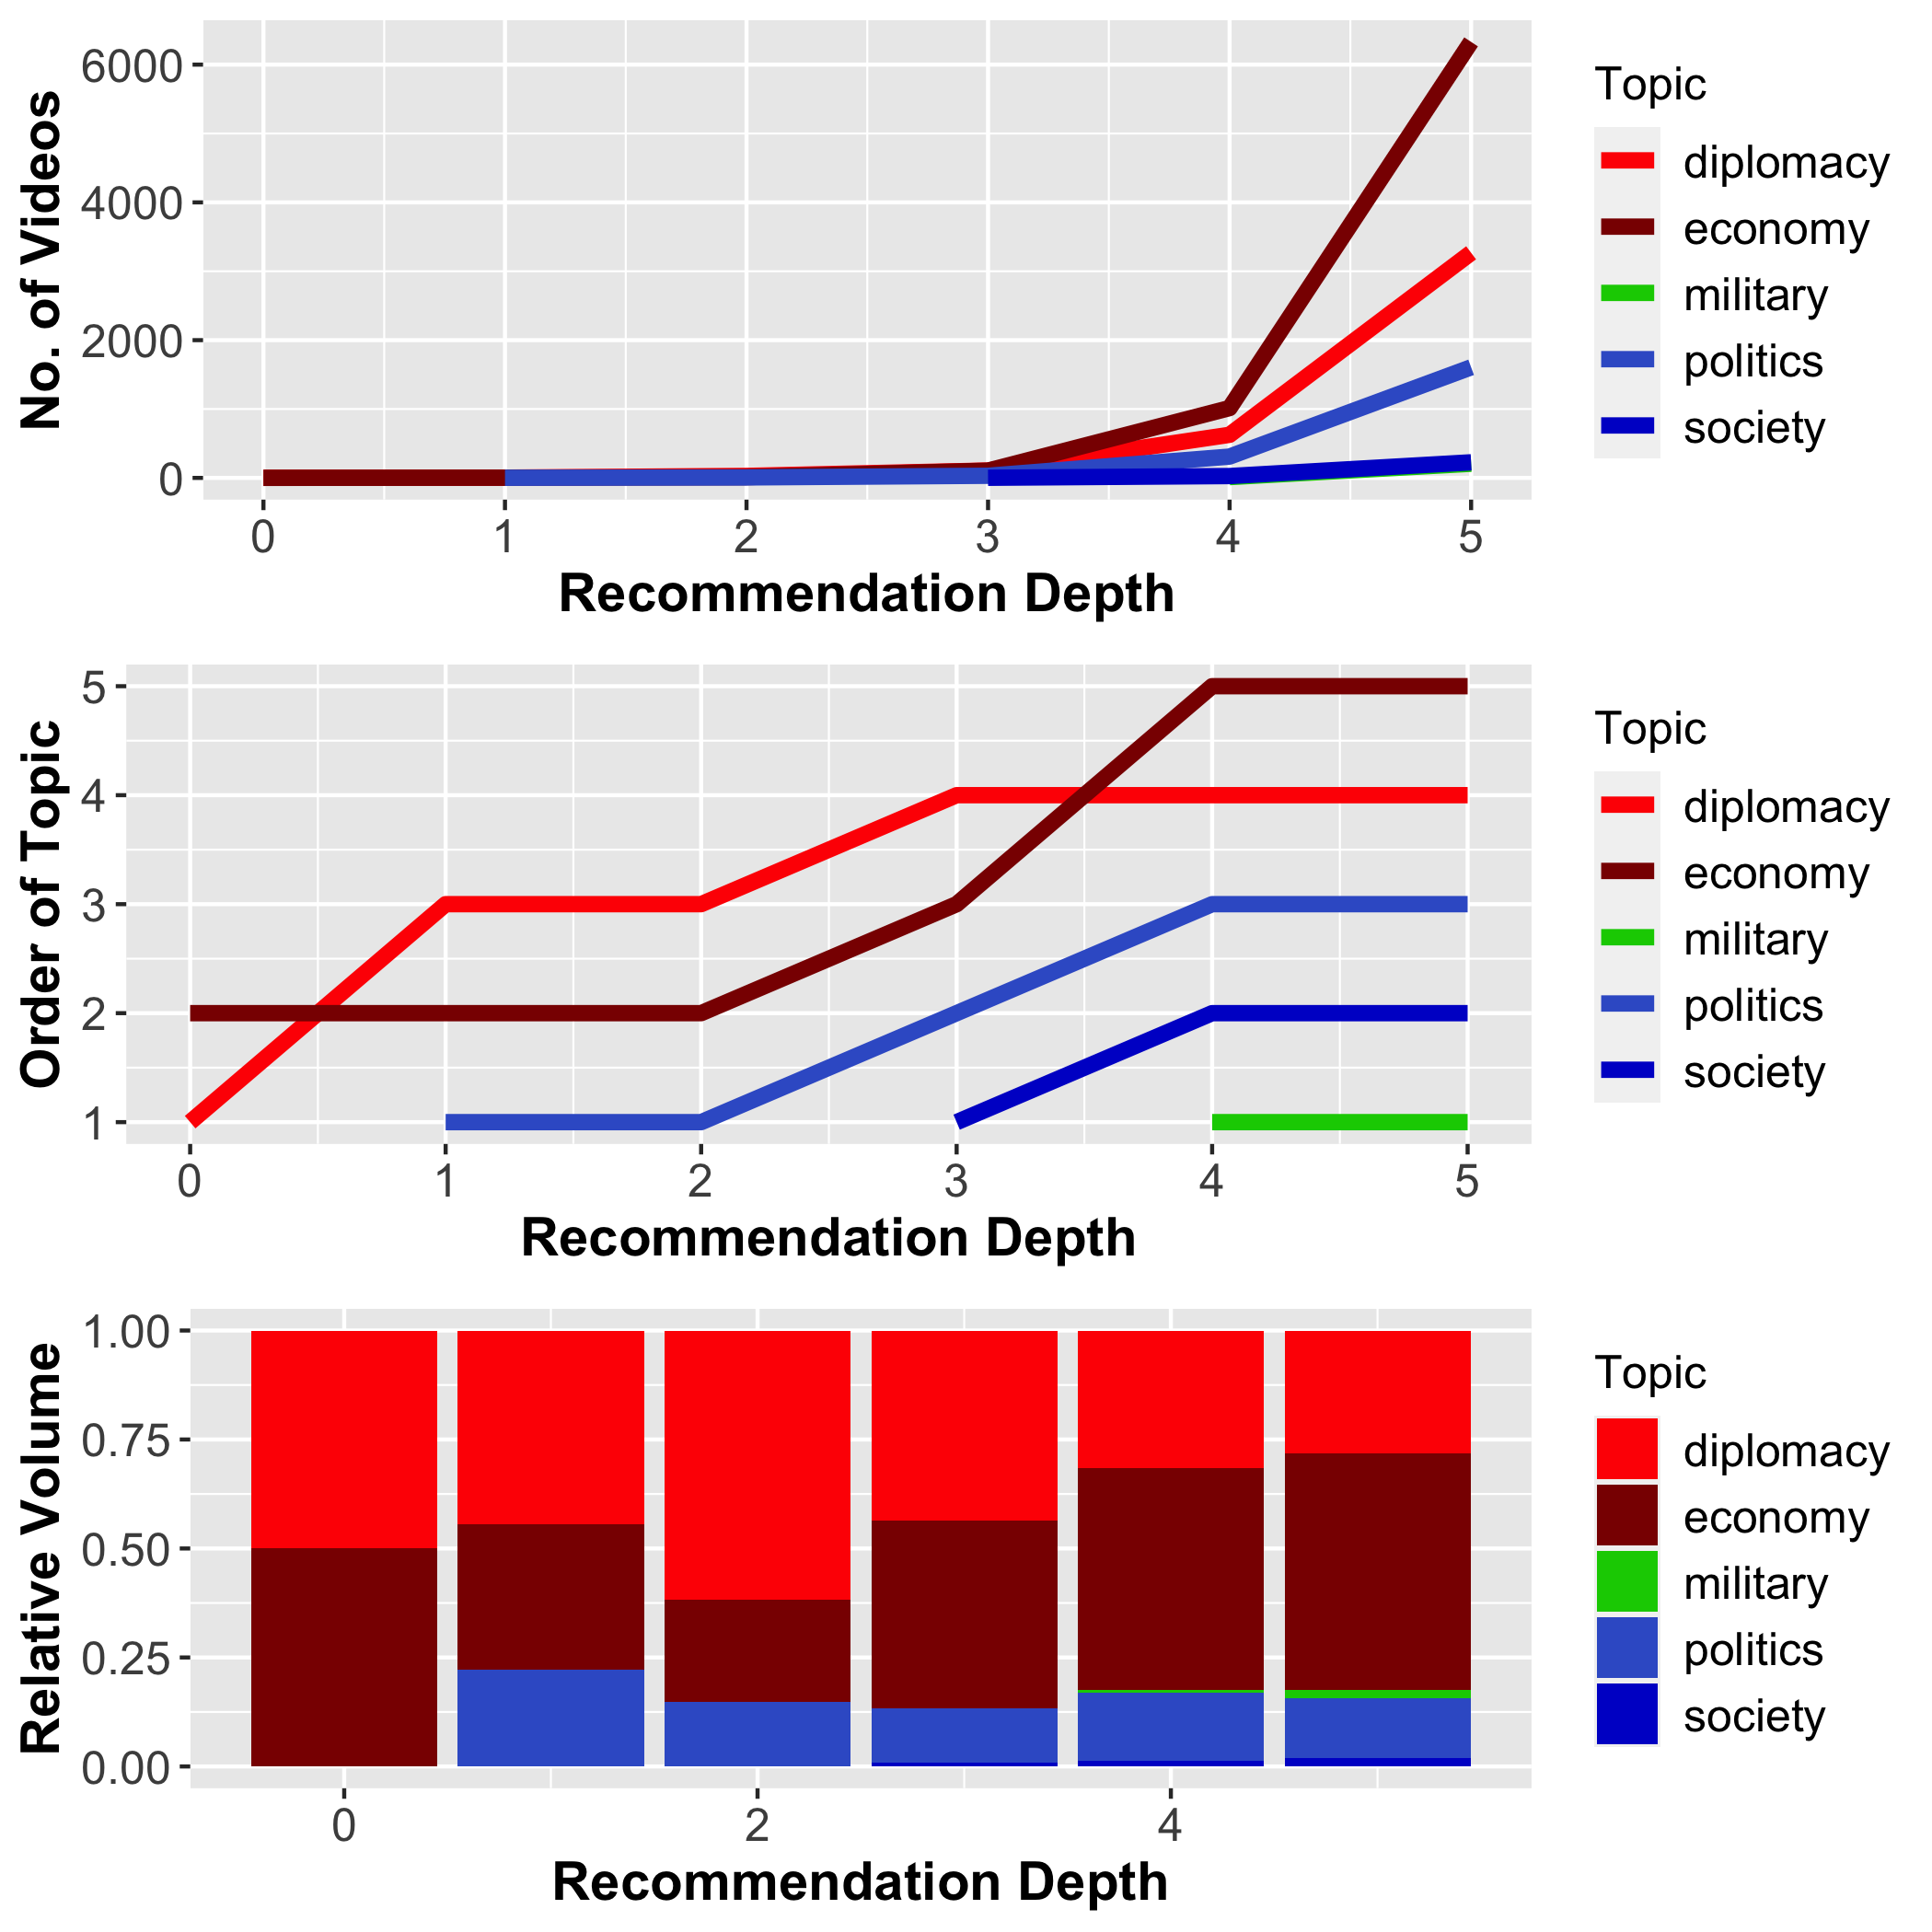 No. of Videos
6000
4000
2000
0
0 1 2 3 4 5
Recommendation Depth
Topic
diplomacy
economy
military
politics
society
Order of Topic
5
4
3
2
1
0 1 2 3 4 5
Recommendation Depth
Topic
diplomacy
economy
military
politics
society
Relative Volume
1.00
0.75
0.50
0.25
0.00
0 2 4
Recommendation Depth
Topic
diplomacy
economy
military
politics
society